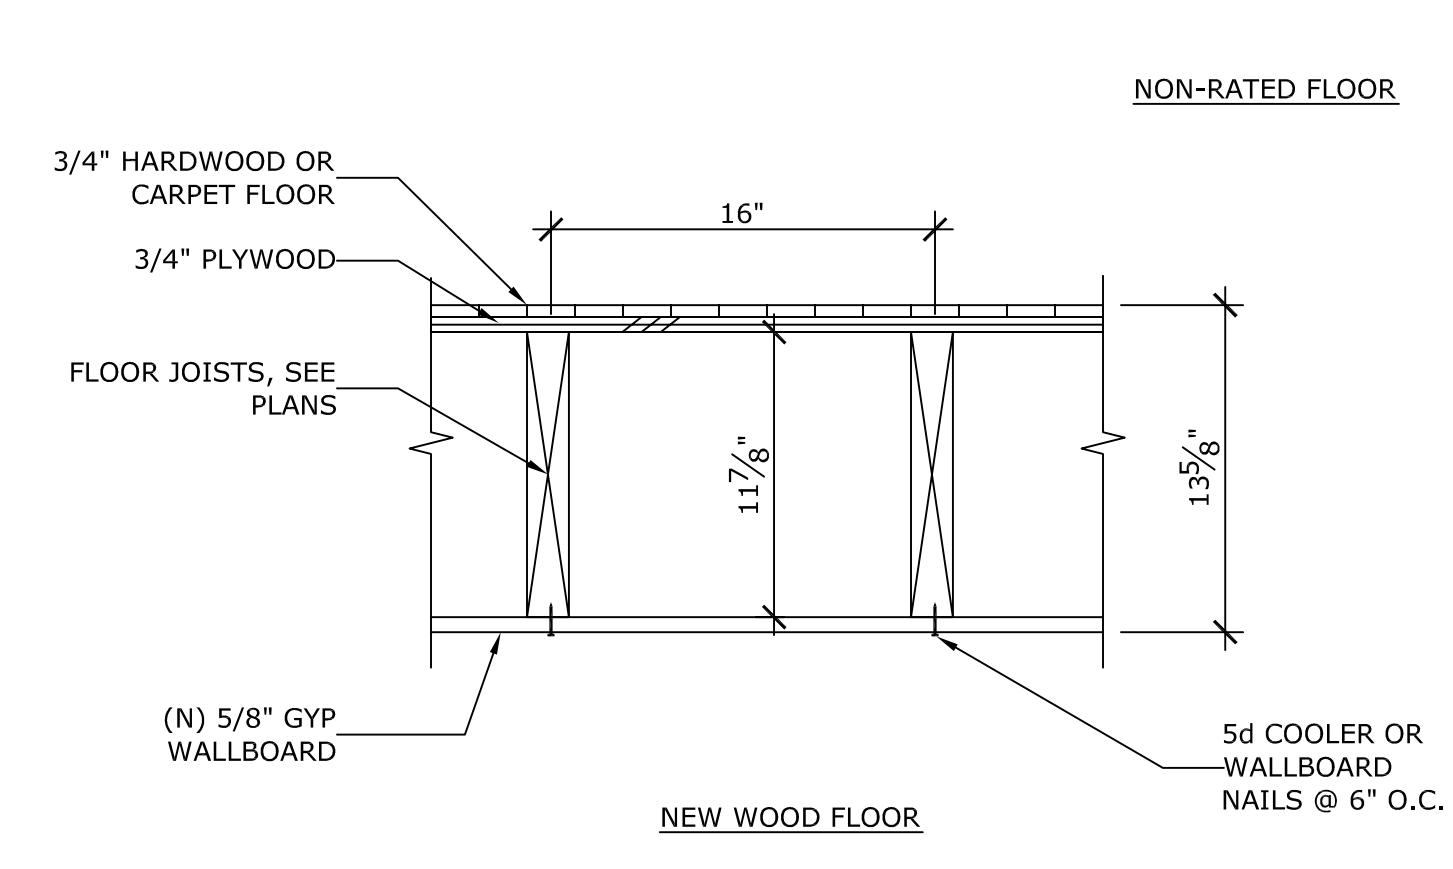 NON-RATED FLOOR
3/4" HARDWOOD OR
CARPET FLOOR
16"
3/4" PLYWOOD
FLOOR JOISTS, SEE
PLANS
11 7/8"
13 5/8"
(N) 5/8" GYP
WALLBOARD
5d COOLER OR
WALLBOARD
NAILS @ 6" O.C.
NEW WOOD FLOOR